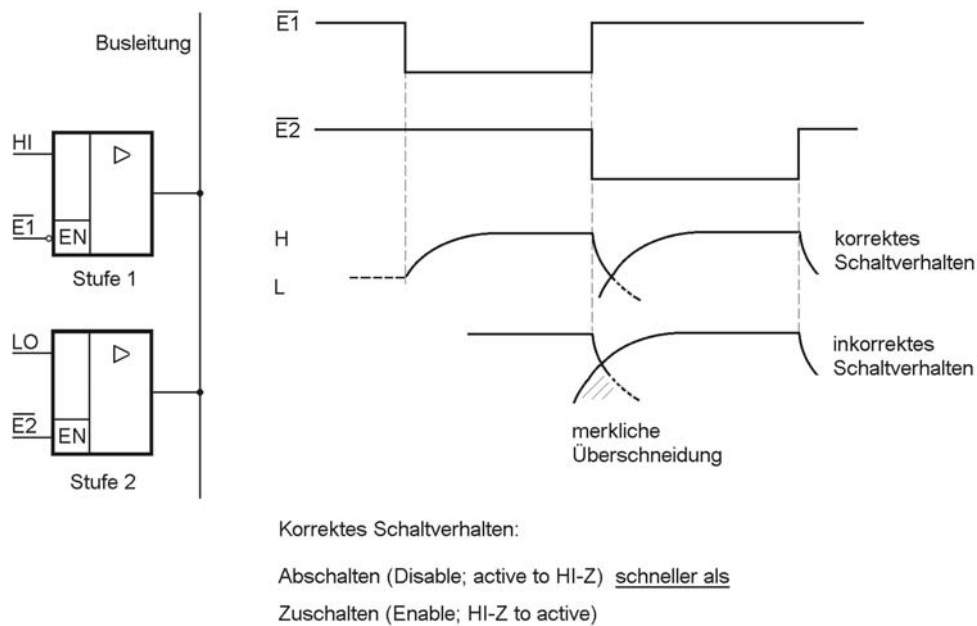 Busleitung
HI
E1
EN
Stufe 1
LO
E2
EN
Stufe 2
E1
E2
H
L
korrektes
Schaltverhalten
inkorrektes
Schaltverhalten
merkliche
Überschneidung
Korrektes Schaltverhalten:
Abschalten (Disable; active to HI-Z) schneller als
Zuschalten (Enable; HI-Z to active)